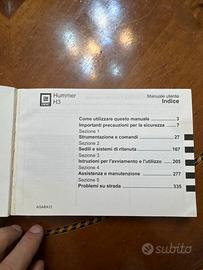 GM
Hummer
H3
Manuale utente
Indice
Come utilizzare questo manuale 3
Importanti precauzioni per la sicurezza 7
Sezione 1
Strumentazione e comandi 27
Sezione 2
Sedili e sistemi di ritenuta 167
Sezione 3
Istruzioni per l'avviamento e l'utilizzo 205
Sezione 4
Assistenza e manutenzione 277
Sezione 5
Problemi su strada 335
subito